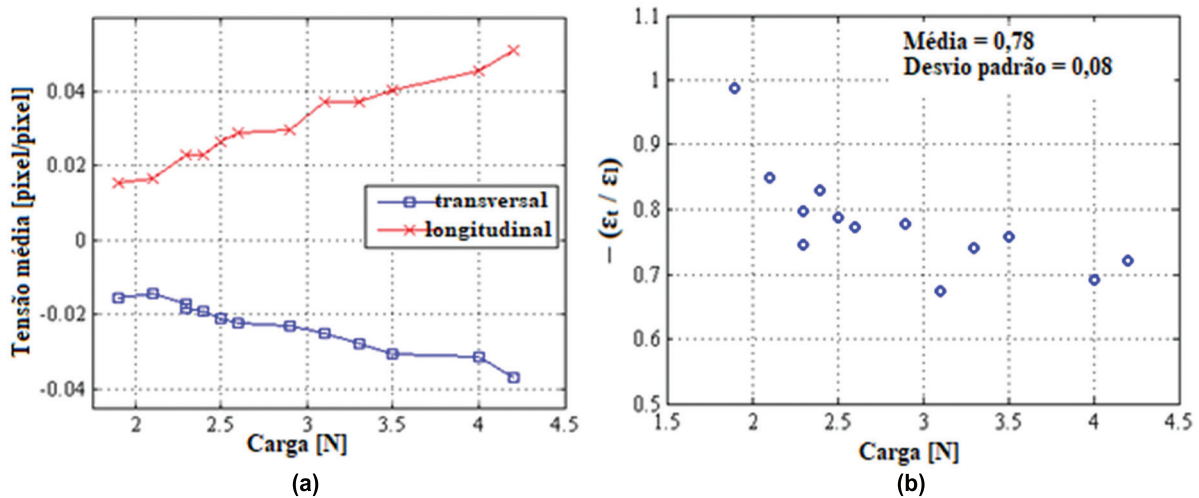 Tensão média [pixel/pixel]
0.04
0.02
0
-0.02
-0.04
2
2.5
3
3.5
4
4.5
Carga [N]
transversal
longitudinal
(a)
− (εt / εl)
1.1
1
0.9
0.8
0.7
0.6
0.5
1.5
2
2.5
3
3.5
4
4.5
Carga [N]
Média = 0,78
Desvio padrão = 0,08
(b)